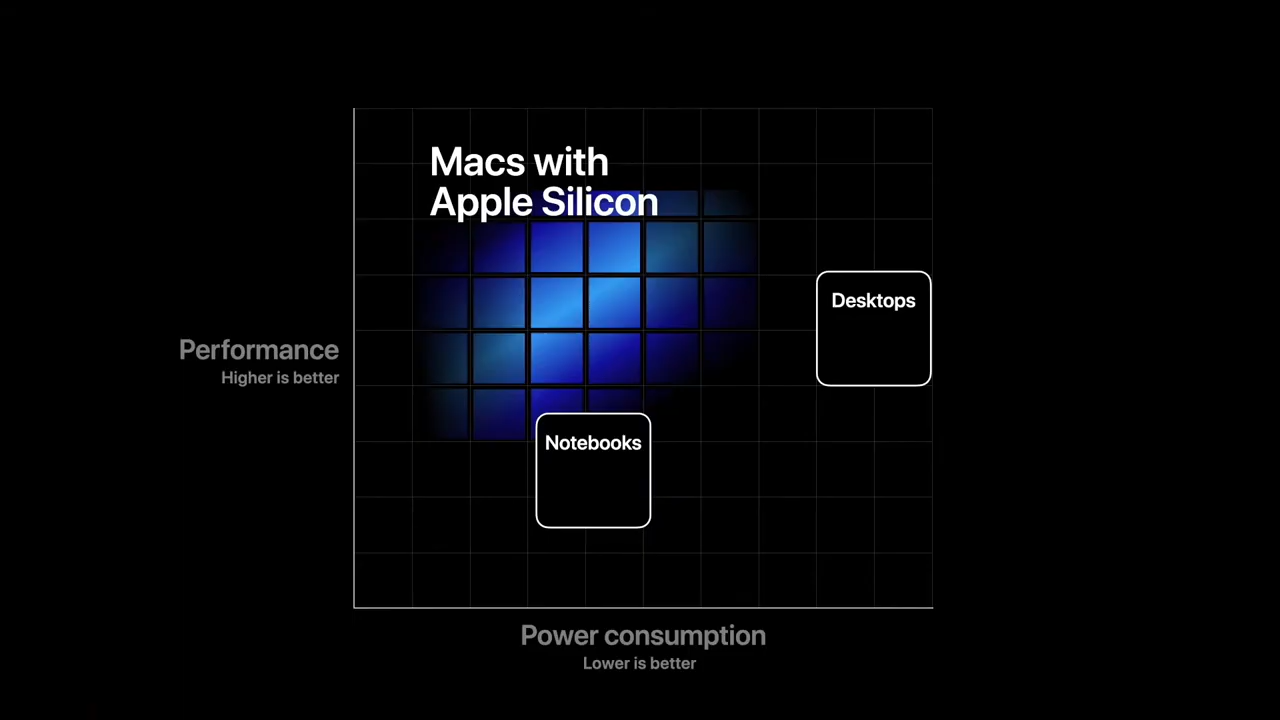 Macs with
Apple Silicon
Desktops
Performance
Higher is better
Notebooks
Power consumption
Lower is better